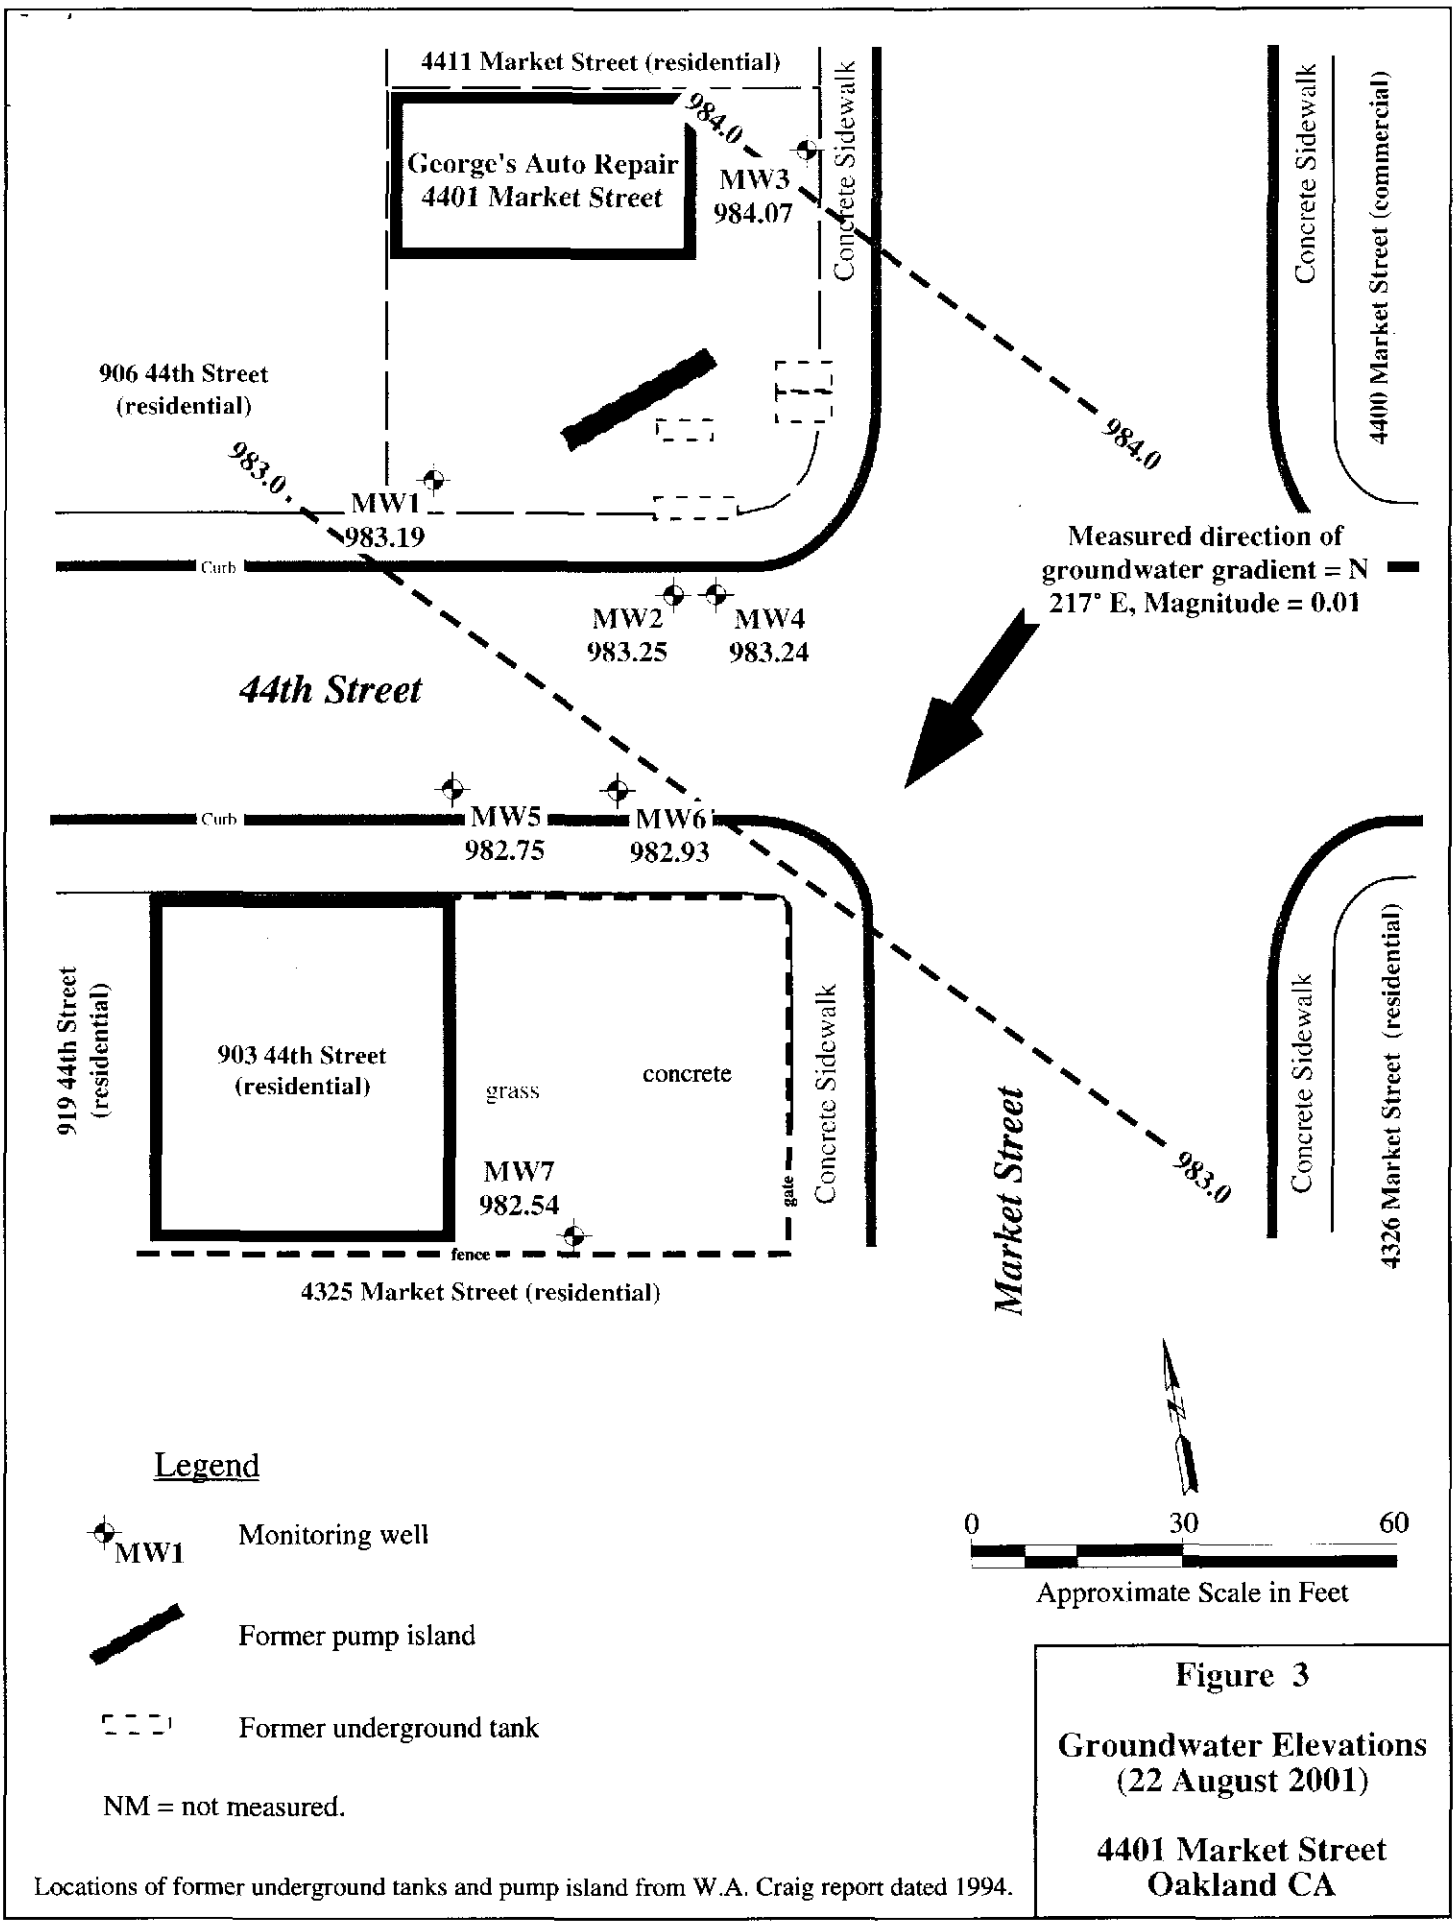 4411 Market Street (residential)
George's Auto Repair
4401 Market Street
984.0
MW3
984.07
Concrete Sidewalk
Concrete Sidewalk
4400 Market Street (commercial)
906 44th Street
(residential)
983.0
984.0
MW1
983.19
Curb
Measured direction of
groundwater gradient = N
217° E, Magnitude = 0.01
MW2
983.25
MW4
983.24
44th Street
Curb
MW5
982.75
MW6
982.93
919 44th Street
(residential)
903 44th Street
(residential)
grass
concrete
MW7
982.54
gate
Concrete Sidewalk
Market Street
983.0
Concrete Sidewalk
4326 Market Street (residential)
fence
4325 Market Street (residential)
N
Legend
MW1
Monitoring well
Former pump island
Former underground tank
NM = not measured.
0 30 60
Approximate Scale in Feet
Figure 3
Groundwater Elevations
(22 August 2001)
4401 Market Street
Oakland CA
Locations of former underground tanks and pump island from W.A. Craig report dated 1994.